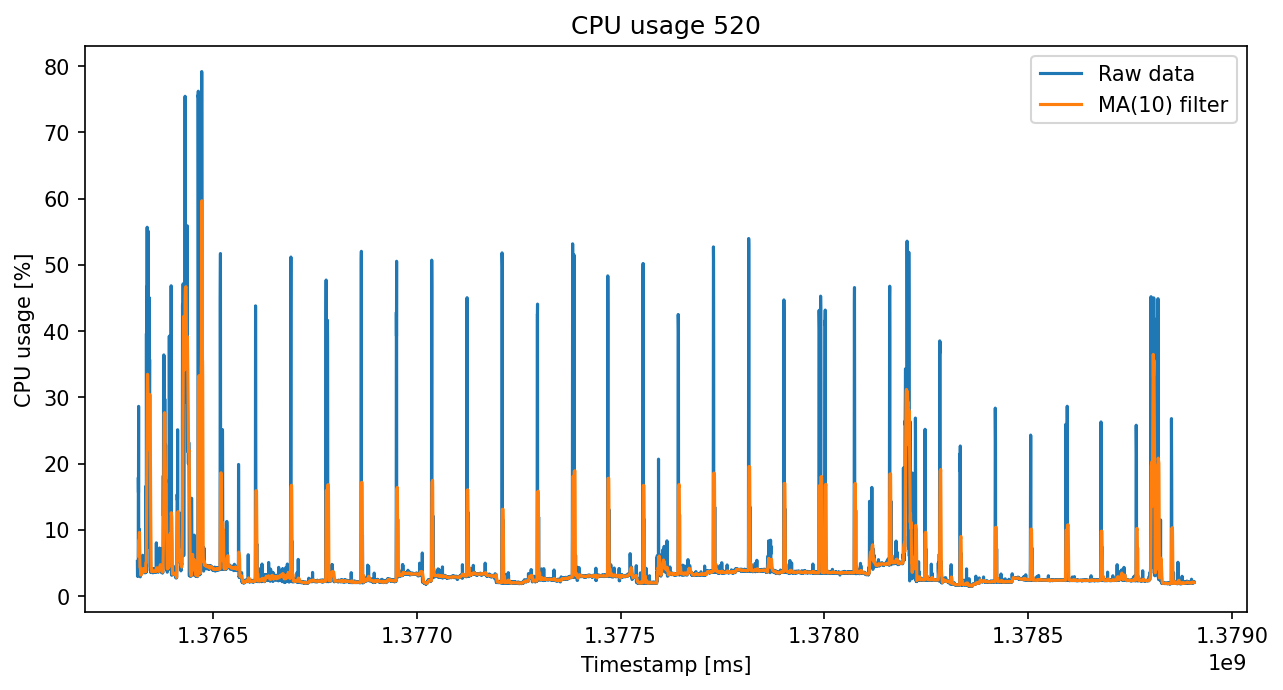 CPU usage 520
Raw data
MA(10) filter
CPU usage [%]
80
70
60
50
40
30
20
10
0
1.3765 1.3770 1.3775 1.3780 1.3785 1.3790
1e9
Timestamp [ms]